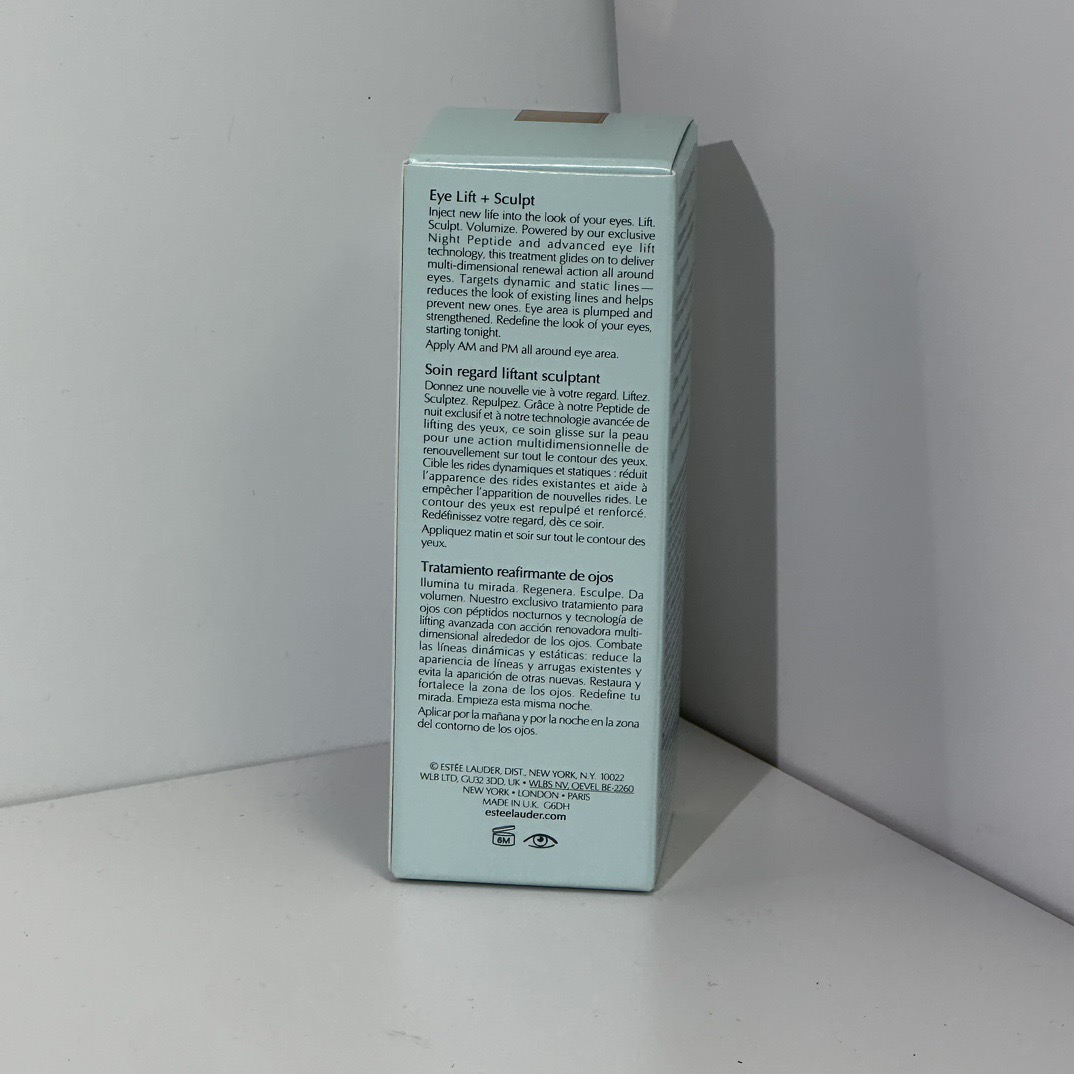 Eye Lift + Sculpt
Inject new life into the look of your eyes. Lift.
Sculpt. Volumize. Powered by our exclusive
Night Peptide and advanced eye lift
technology, this treatment glides on to deliver
multi-dimensional renewal action all around
eyes. Targets dynamic and static lines—
reduces the look of existing lines and helps
prevent new ones. Eye area is plumped and
strengthened. Redefine the look of your eyes,
starting tonight.
Apply AM and PM all around eye area.
Soin regard liftant sculptant
Donnez une nouvelle vie à votre regard. Liftez.
Sculptez. Repulpez. Grâce à notre Peptide de
nuit exclusif et à notre technologie avancée de
lifting des yeux, ce soin glisse sur la peau
pour une action multidimensionnelle de
renouvellement sur tout le contour des yeux.
Cible les rides dynamiques et statiques : réduit
l'apparence des rides existantes et aide à
empêcher l'apparition de nouvelles rides. Le
contour des yeux est repulpé et renforcé.
Redéfinissez votre regard, dès ce soir.
Appliquez matin et soir sur tout le contour des
yeux.
Tratamiento reafirmante de ojos
Ilumina tu mirada. Regenera. Esculpe. Da
volumen. Nuestro exclusivo tratamiento para
ojos con péptidos nocturnos y tecnología de
lifting avanzada con acción renovadora multi-
dimensional alrededor de los ojos. Combate
las líneas dinámicas y estáticas: reduce la
apariencia de líneas y arrugas existentes y
evita la aparición de otras nuevas. Restaura y
fortalece la zona de los ojos. Redefine tu
mirada. Empieza esta misma noche.
Aplicar por la mañana y por la noche en la zona
del contorno de los ojos.
© ESTÉE LAUDER, DIST., NEW YORK, N.Y. 10022
WLB LTD, GU32 3DD, UK • WLBS NV, OEVEL BE-2260
NEW YORK • LONDON • PARIS
MADE IN U.K. G6DH
esteelauder.com
6M